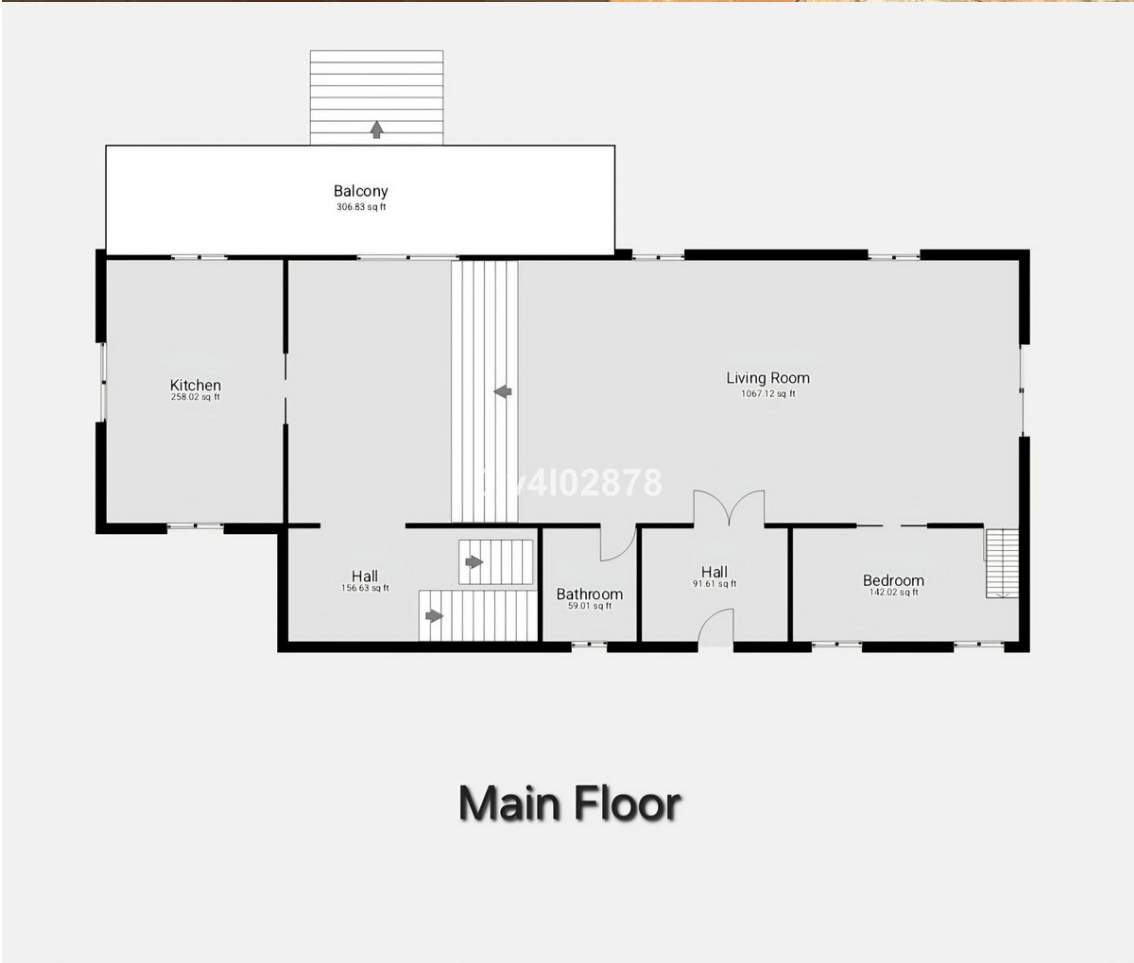 Balcony
306.83 sq ft
Kitchen
258.02 sq ft
Living Room
1067.12 sq ft
Hall
156.63 sq ft
Bathroom
59.01 sq ft
Hall
91.61 sq ft
Bedroom
142.02 sq ft
Main Floor